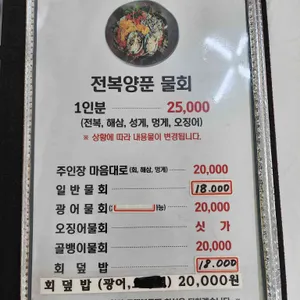 전복양푼 물회
1인분 25,000
(전복, 해삼, 성게, 멍게, 오징어)
※ 상황에 따라 내용물이 변경됩니다.
주인장 마음대로(회, 해삼, 멍게) 20,000
일반물회 18.000
광어물회( 능) 20,000
오징어물회 싯가
골뱅이물회 20,000
회덮밥 18.000
회덮밥 (광어, ) 20,000원